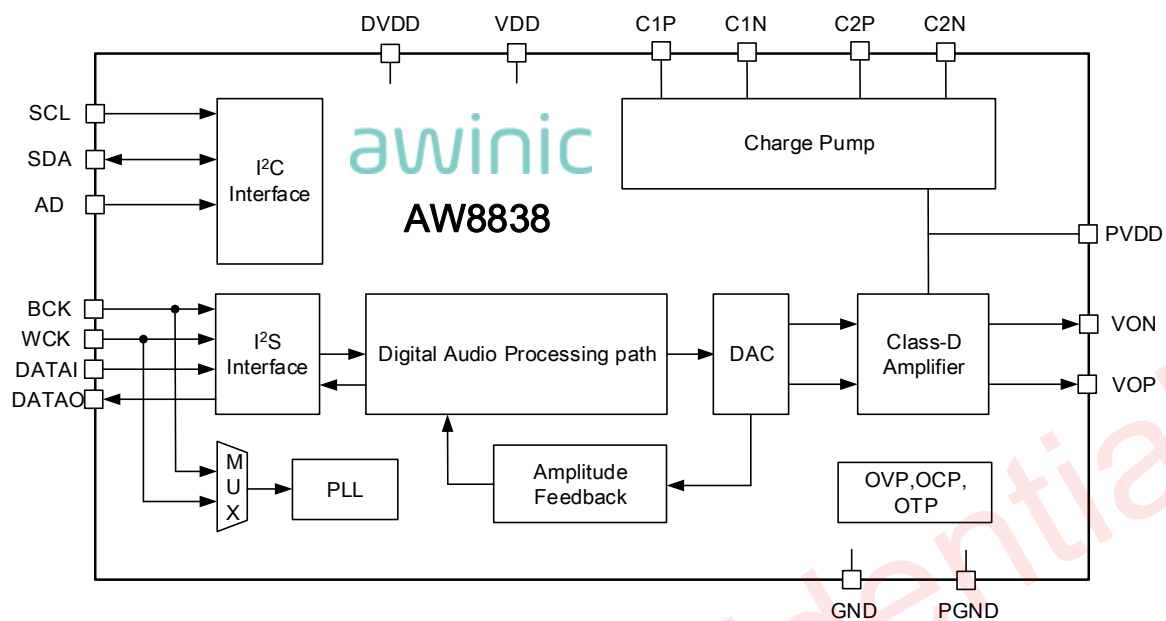 DVDD
VDD
C1P
C1N
C2P
C2N
SCL
SDA
AD
I²C
Interface
awinic
AW8838
Charge Pump
PVDD
BCK
WCK
DATAI
DATAO
I²S
Interface
Digital Audio Processing path
DAC
Class-D
Amplifier
VON
VOP
M
U
X
PLL
Amplitude
Feedback
OVP,OCP,
OTP
GND
PGND